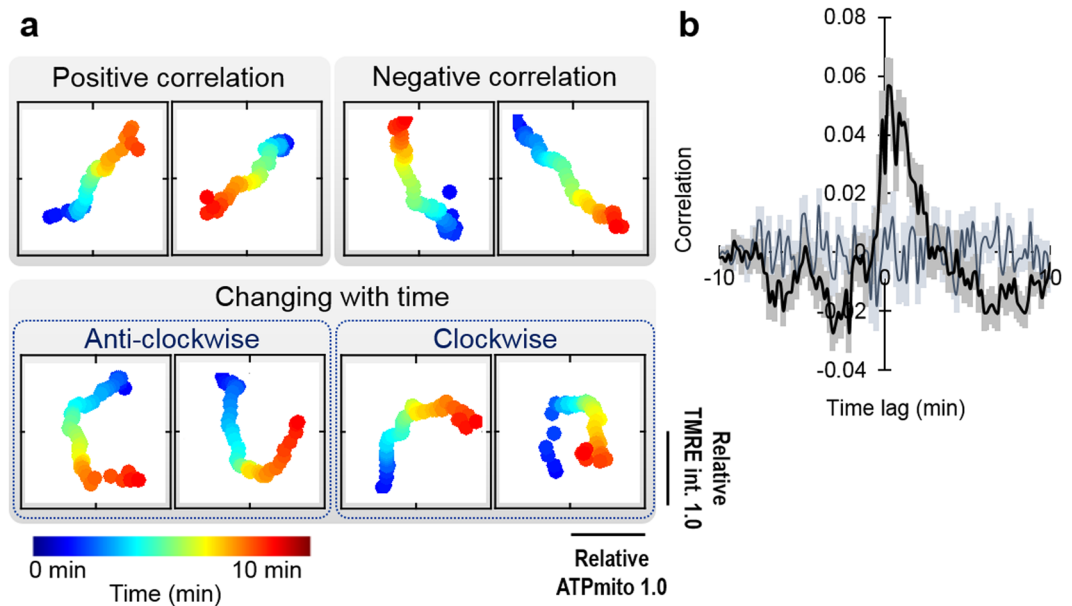 a
Positive correlation
Negative correlation
Changing with time
Anti-clockwise
Clockwise
0 min
10 min
Time (min)
Relative
TMRE int. 1.0
Relative
ATPmito 1.0
b
0.08
0.06
0.04
0.02
0
-0.02
-0.04
-10
10
Correlation
Time lag (min)